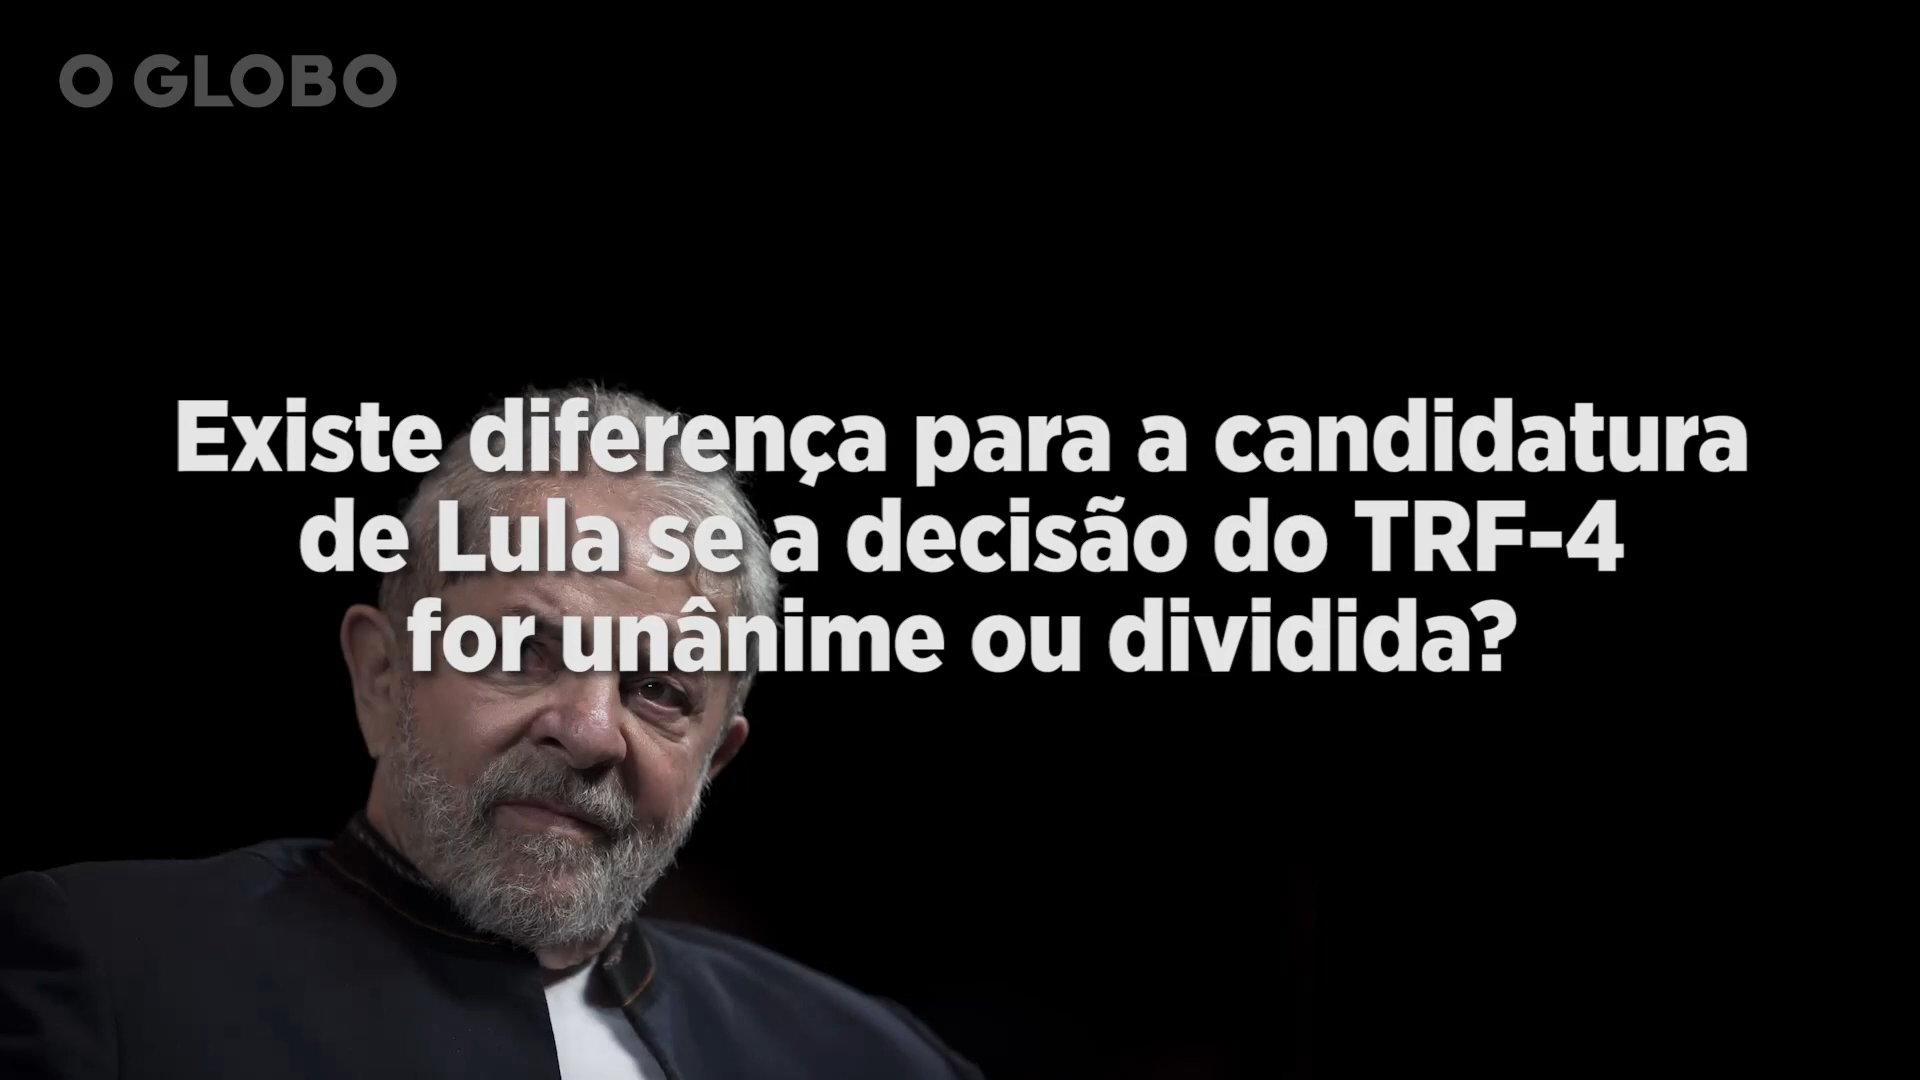 O GLOBO
Existe diferença para a candidatura
de Lula se a decisão do TRF-4
for unânime ou dividida?